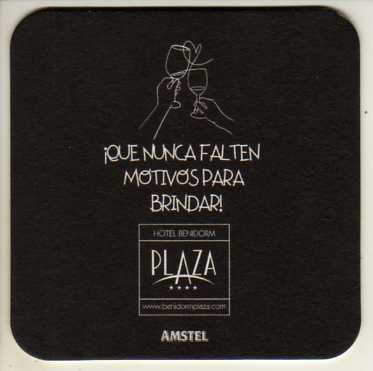 ¡QUE NUNCA FALTEN
MOTIVOS PARA
BRINDAR!
HOTEL BENIDORM
PLAZA
www.benidormplaza.com
AMSTEL